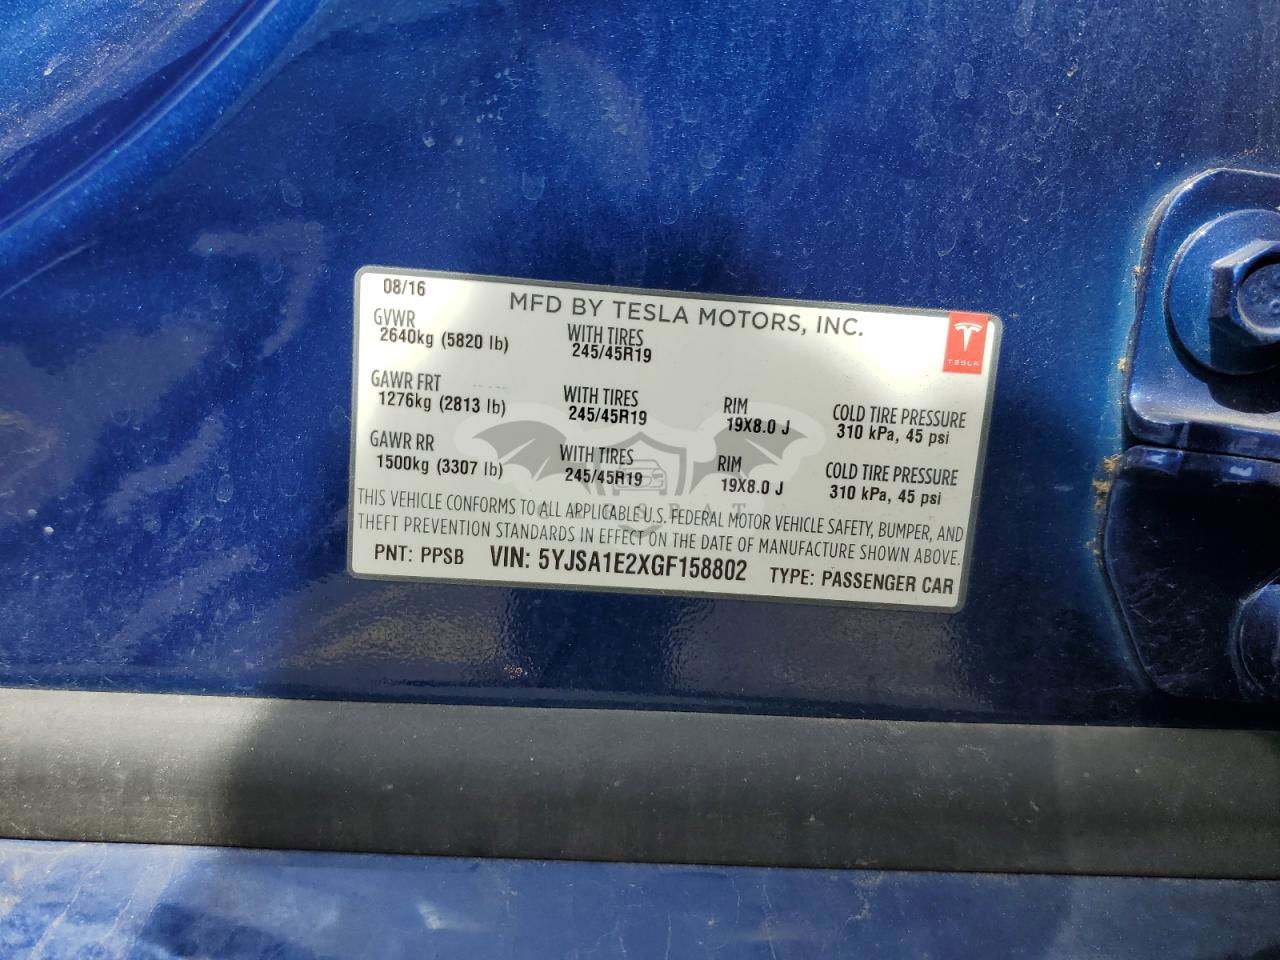 08/16
MFD BY TESLA MOTORS, INC.
TESLA
GVWR
2640kg (5820 lb)
WITH TIRES
245/45R19
GAWR FRT
1276kg (2813 lb)
WITH TIRES
245/45R19
RIM
19X8.0 J
COLD TIRE PRESSURE
310 kPa, 45 psi
GAWR RR
1500kg (3307 lb)
WITH TIRES
245/45R19
RIM
19X8.0 J
COLD TIRE PRESSURE
310 kPa, 45 psi
THIS VEHICLE CONFORMS TO ALL APPLICABLE U.S. FEDERAL MOTOR VEHICLE SAFETY, BUMPER, AND
THEFT PREVENTION STANDARDS IN EFFECT ON THE DATE OF MANUFACTURE SHOWN ABOVE.
PNT: PPSB VIN: 5YJSA1E2XGF158802 TYPE: PASSENGER CAR